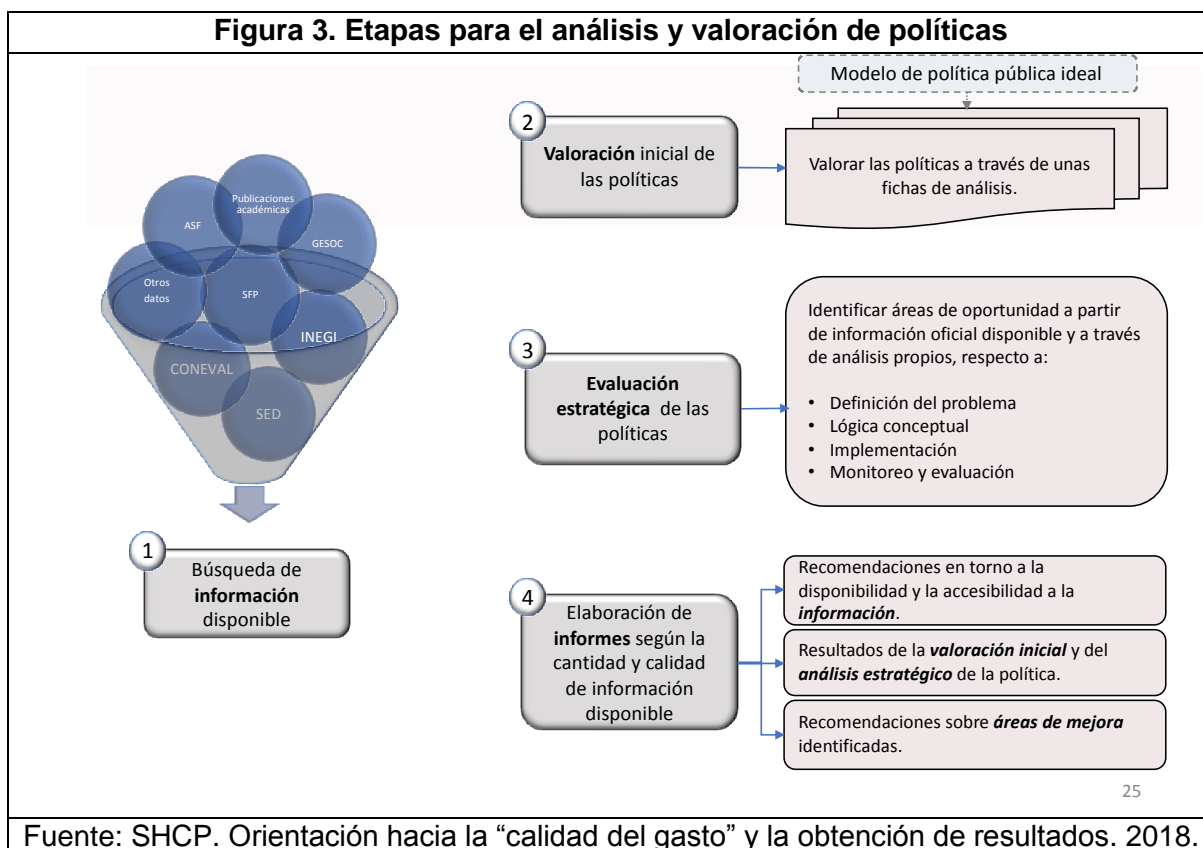 Figura 3. Etapas para el análisis y valoración de políticas
Publicaciones
académicas
ASF
GESOC
Otros
datos
SFP
INEGI
CONEVAL
SED
1
Búsqueda de
información
disponible
2
Valoración inicial de
las políticas
Modelo de política pública ideal
Valorar las políticas a través de unas
fichas de análisis.
3
Evaluación
estratégica de las
políticas
Identificar áreas de oportunidad a partir
de información oficial disponible y a través
de análisis propios, respecto a:
• Definición del problema
• Lógica conceptual
• Implementación
• Monitoreo y evaluación
4
Elaboración de
informes según la
cantidad y calidad
de información
disponible
Recomendaciones en torno a la
disponibilidad y la accesibilidad a la
información.
Resultados de la valoración inicial y del
análisis estratégico de la política.
Recomendaciones sobre áreas de mejora
identificadas.
25
Fuente: SHCP. Orientación hacia la “calidad del gasto” y la obtención de resultados. 2018.